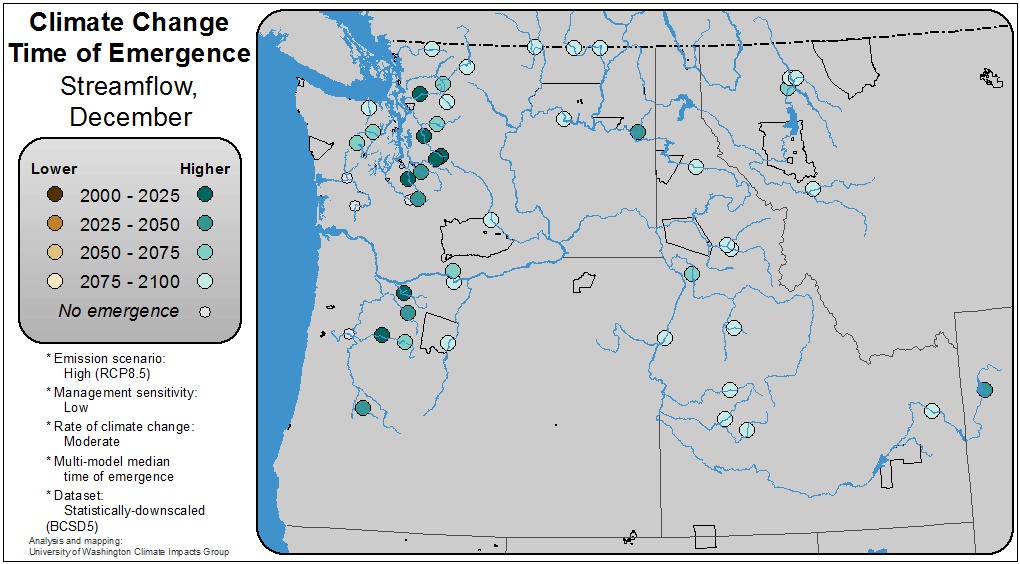 Climate Change
Time of Emergence
Streamflow,
December
Lower Higher
2000 - 2025
2025 - 2050
2050 - 2075
2075 - 2100
No emergence
* Emission scenario:
High (RCP8.5)
* Management sensitivity:
Low
* Rate of climate change:
Moderate
* Multi-model median
time of emergence
* Dataset:
Statistically-downscaled
(BCSD5)
Analysis and mapping:
University of Washington Climate Impacts Group